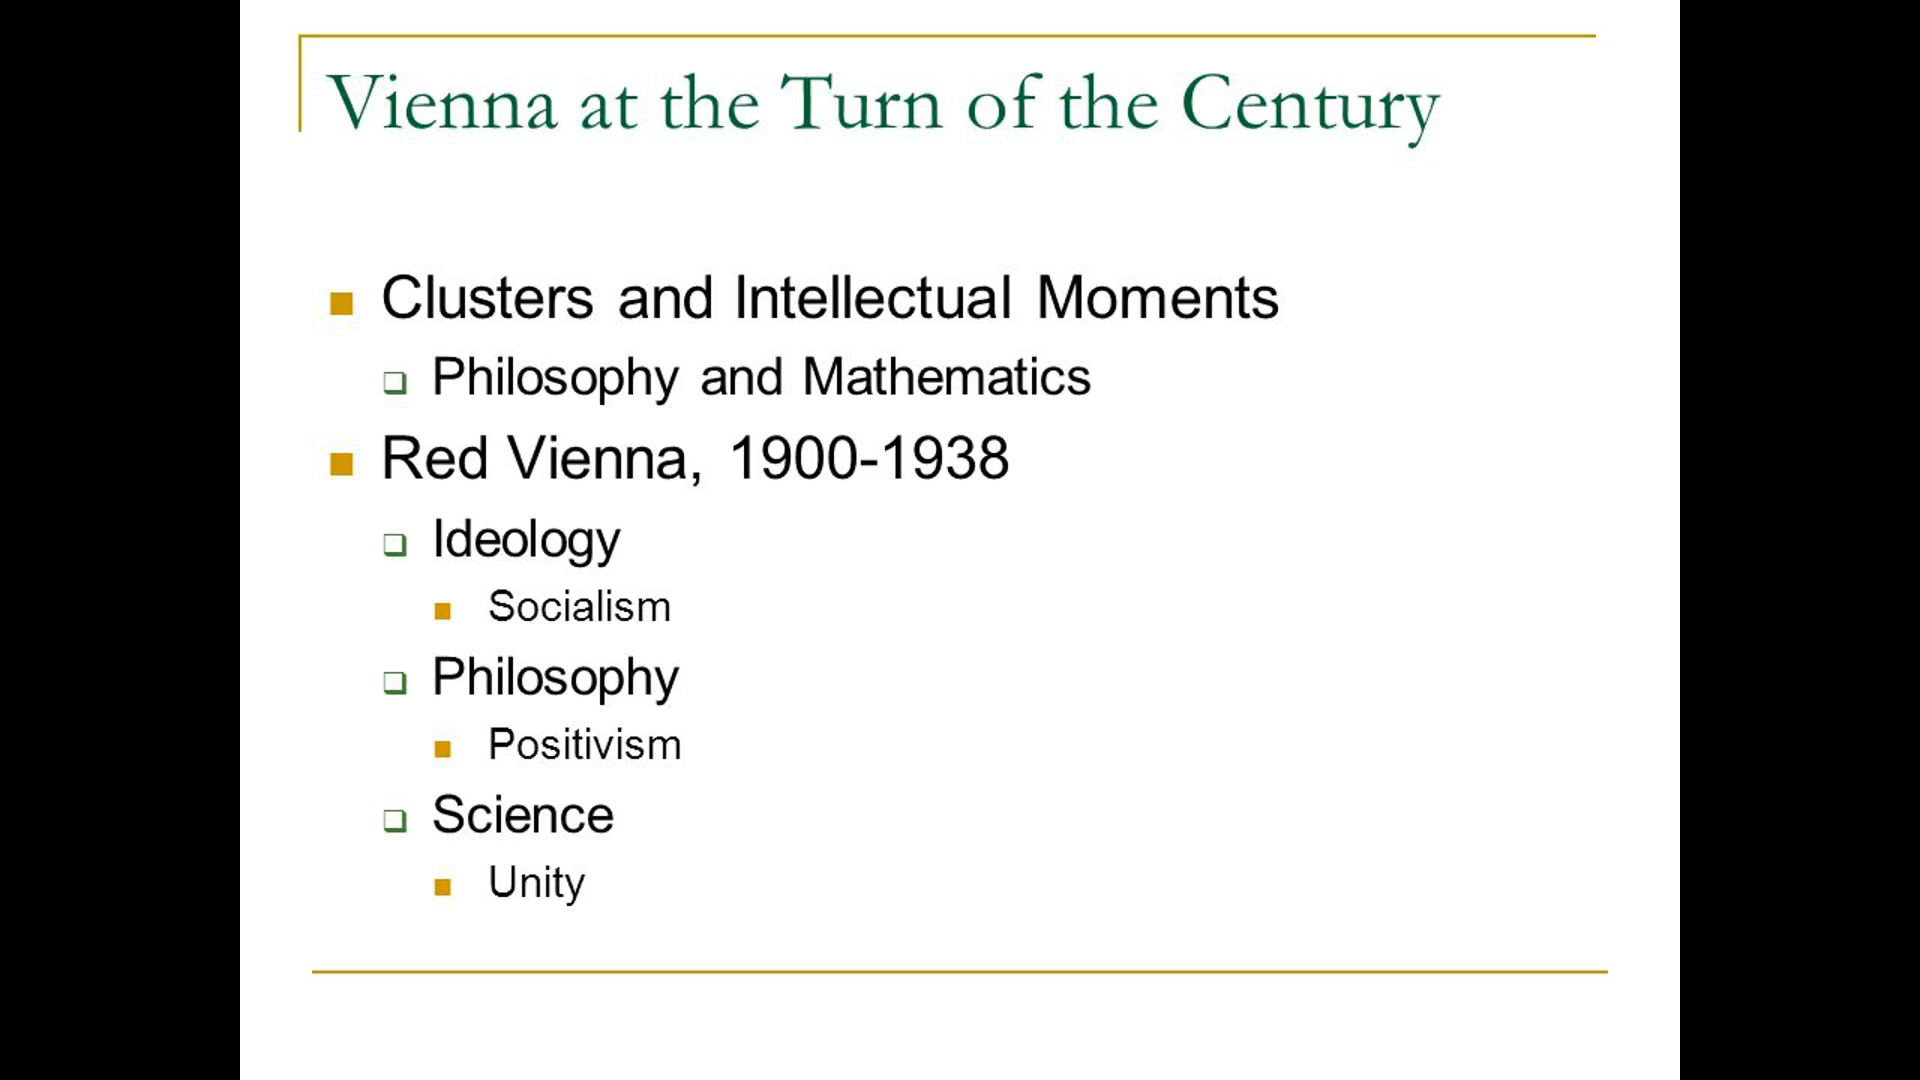 Vienna at the Turn of the Century
Clusters and Intellectual Moments
Philosophy and Mathematics
Red Vienna, 1900-1938
Ideology
Socialism
Philosophy
Positivism
Science
Unity